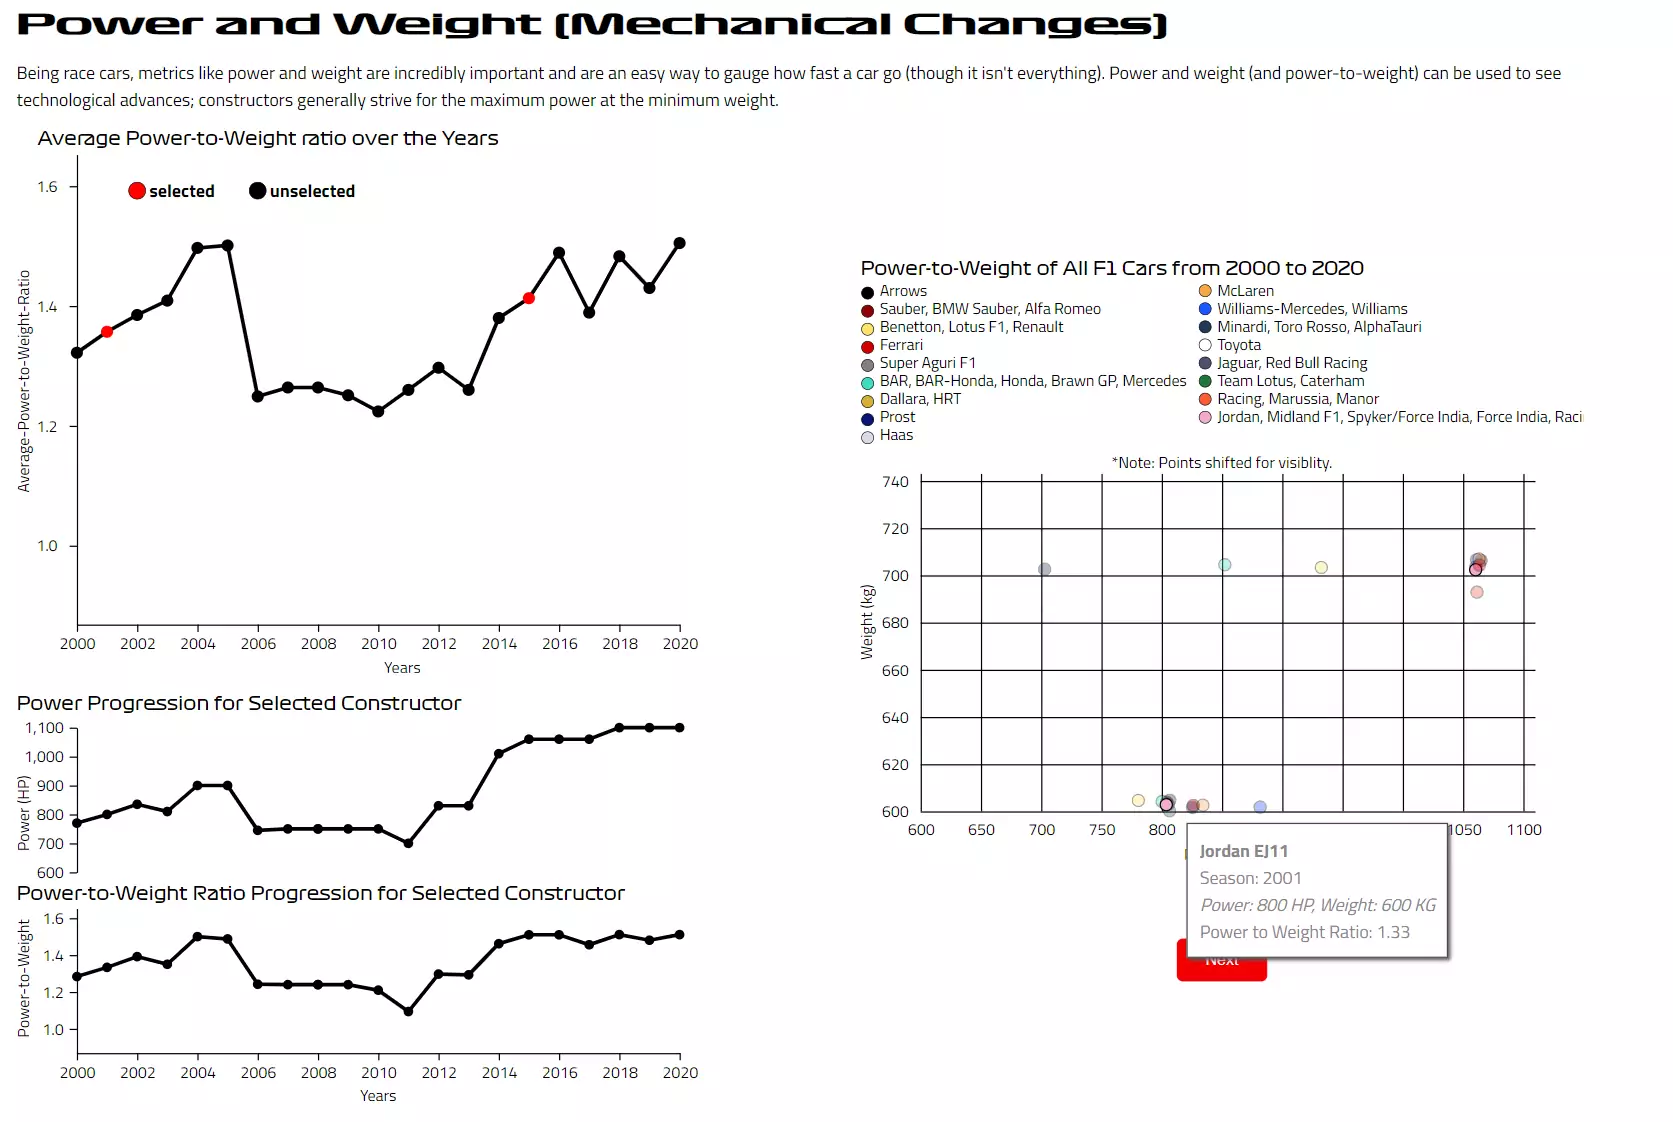 Power and Weight (Mechanical Changes)
Being race cars, metrics like power and weight are incredibly important and are an easy way to gauge how fast a car go (though it isn't everything). Power and weight (and power-to-weight) can be used to see
technological advances; constructors generally strive for the maximum power at the minimum weight.
Average Power-to-Weight ratio over the Years
selected
unselected
1.6
1.4
1.2
1.0
Average-Power-to-Weight-Ratio
2000 2002 2004 2006 2008 2010 2012 2014 2016 2018 2020
Years
Power Progression for Selected Constructor
1,100
1,000
900
800
700
600
Power (HP)
Power-to-Weight Ratio Progression for Selected Constructor
1.6
1.4
1.2
1.0
Power-to-Weight
2000 2002 2004 2006 2008 2010 2012 2014 2016 2018 2020
Years
Power-to-Weight of All F1 Cars from 2000 to 2020
Arrows
Sauber, BMW Sauber, Alfa Romeo
Benetton, Lotus F1, Renault
Ferrari
Super Aguri F1
BAR, BAR-Honda, Honda, Brawn GP, Mercedes
Dallara, HRT
Prost
Haas
McLaren
Williams-Mercedes, Williams
Minardi, Toro Rosso, AlphaTauri
Toyota
Jaguar, Red Bull Racing
Team Lotus, Caterham
Racing, Marussia, Manor
Jordan, Midland F1, Spyker/Force India, Force India, Raci
*Note: Points shifted for visiblity.
740
720
700
680
660
640
620
600
Weight (kg)
600 650 700 750 800 1050 1100
Jordan EJ11
Season: 2001
Power: 800 HP, Weight: 600 KG
Power to Weight Ratio: 1.33
Next